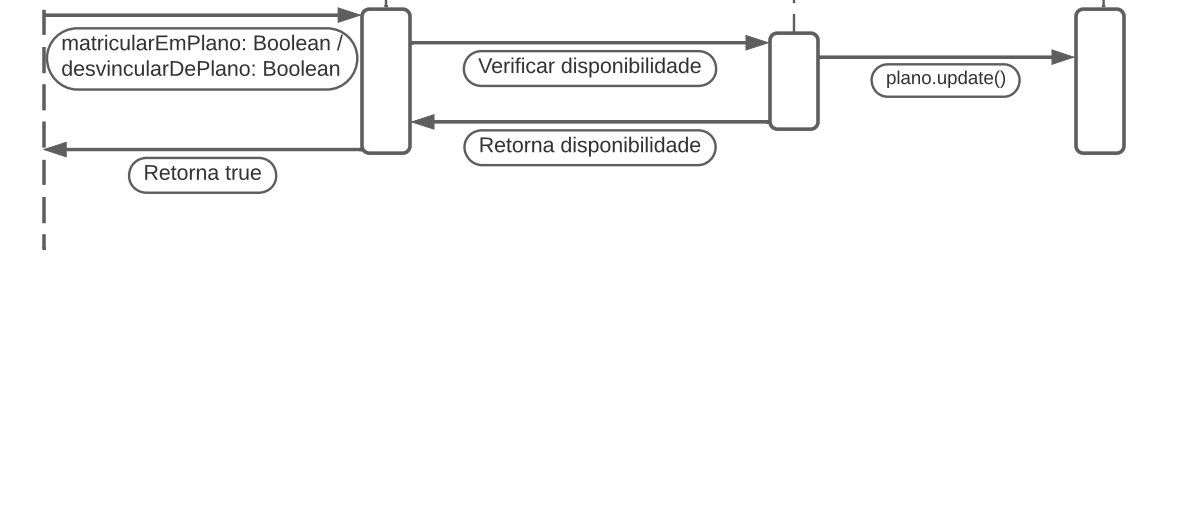 matricularEmPlano: Boolean /
desvincularDePlano: Boolean
Verificar disponibilidade
plano.update()
Retorna disponibilidade
Retorna true